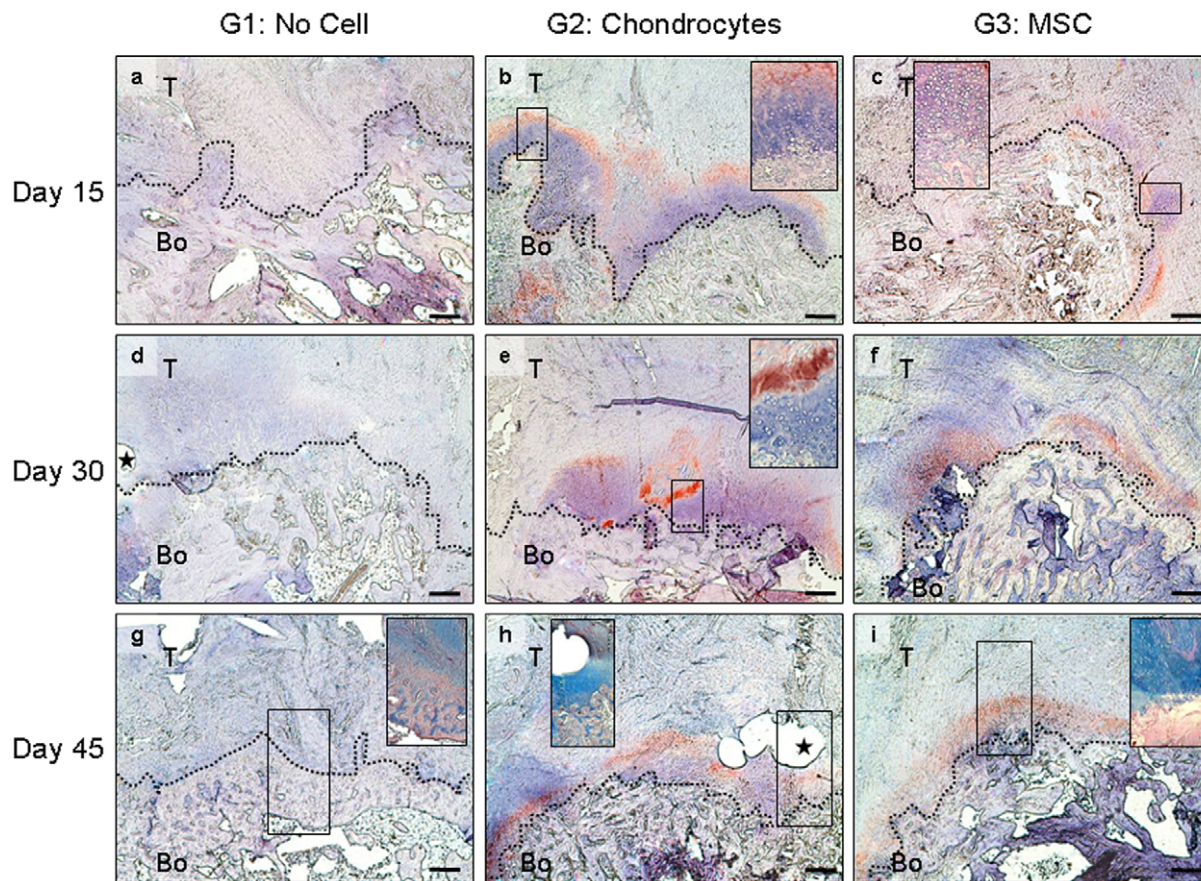 G1: No Cell G2: Chondrocytes G3: MSC
Day 15
a T Bo
b T Bo
c T Bo
Day 30
d T Bo
e T Bo
f T Bo
Day 45
g T Bo
h T Bo
i T Bo